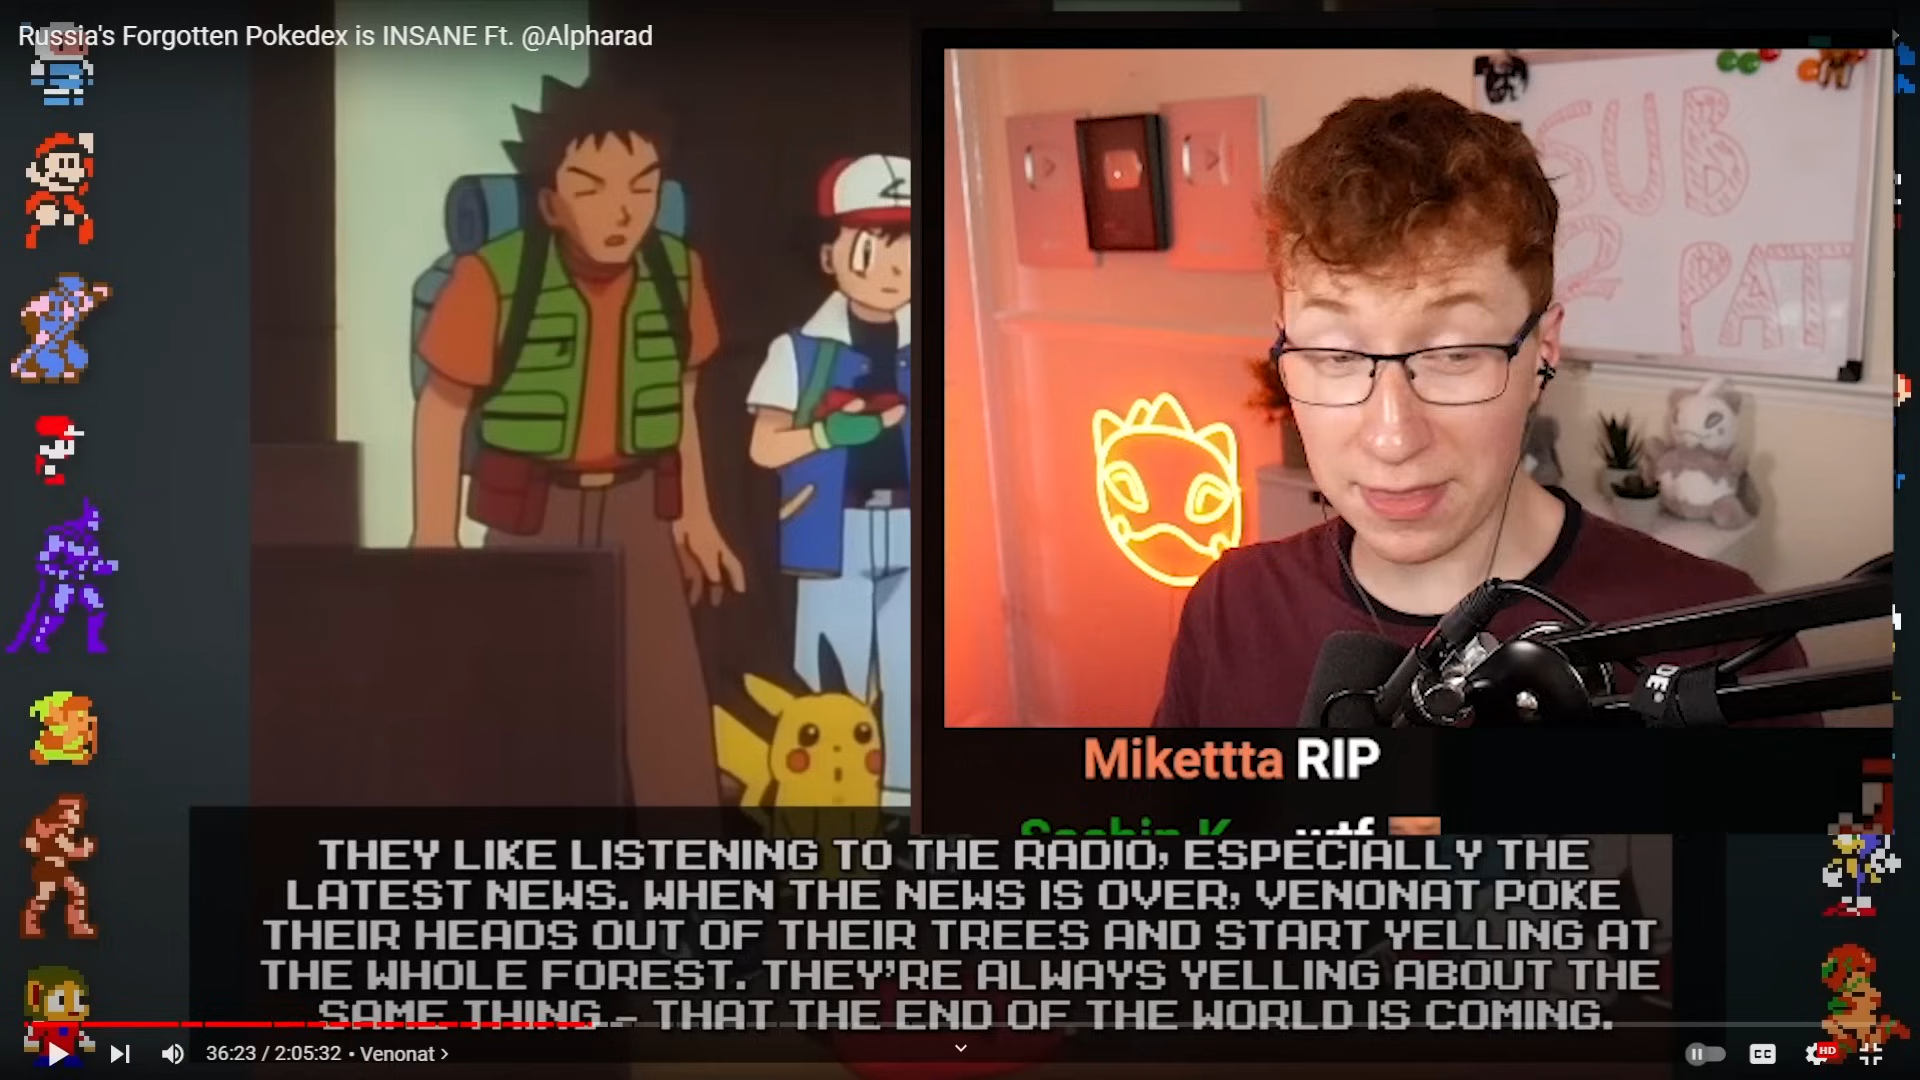 Russia's Forgotten Pokedex is INSANE Ft. @Alpharad
SUB
2
PAT
Mikettta RIP
THEY LIKE LISTENING TO THE RADIO, ESPECIALLY THE
LATEST NEWS. WHEN THE NEWS IS OVER, VENONAT POKE
THEIR HEADS OUT OF THEIR TREES AND START YELLING AT
THE WHOLE FOREST. THEY'RE ALWAYS YELLING ABOUT THE
SAME THING - THAT THE END OF THE WORLD IS COMING.
36:23 / 2:05:32 • Venonat >
CC
HD